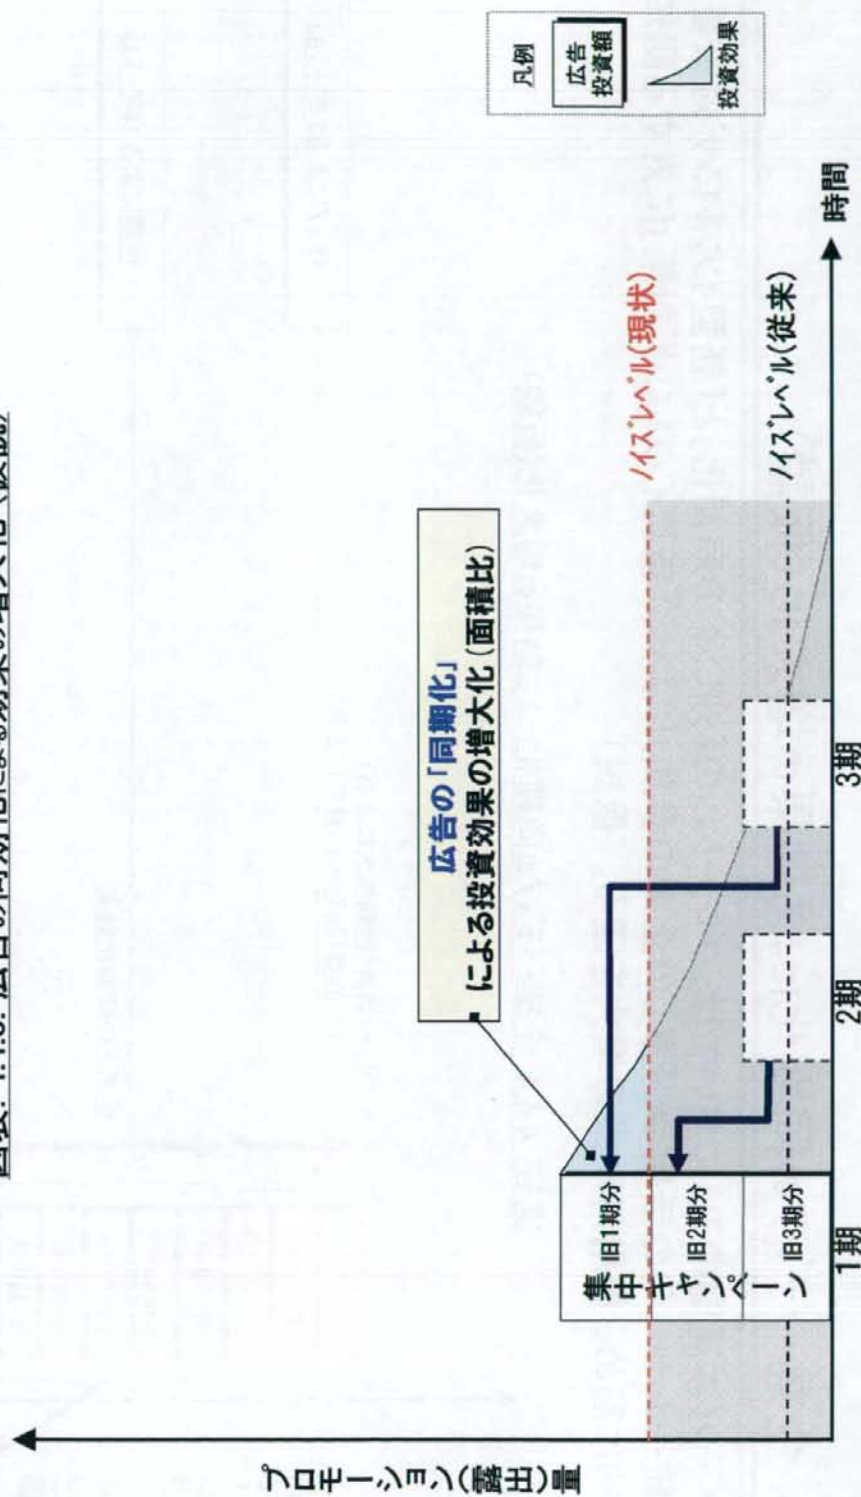 プロモーション(露出)量
広告の「同期化」
による投資効果の増大化(面積比)
ノイズレベル(現状)
ノイズレベル(従来)
集中キャンペーン
旧1期分
旧2期分
旧3期分
1期
2期
3期
時間
凡例
広告
投資額
投資効果